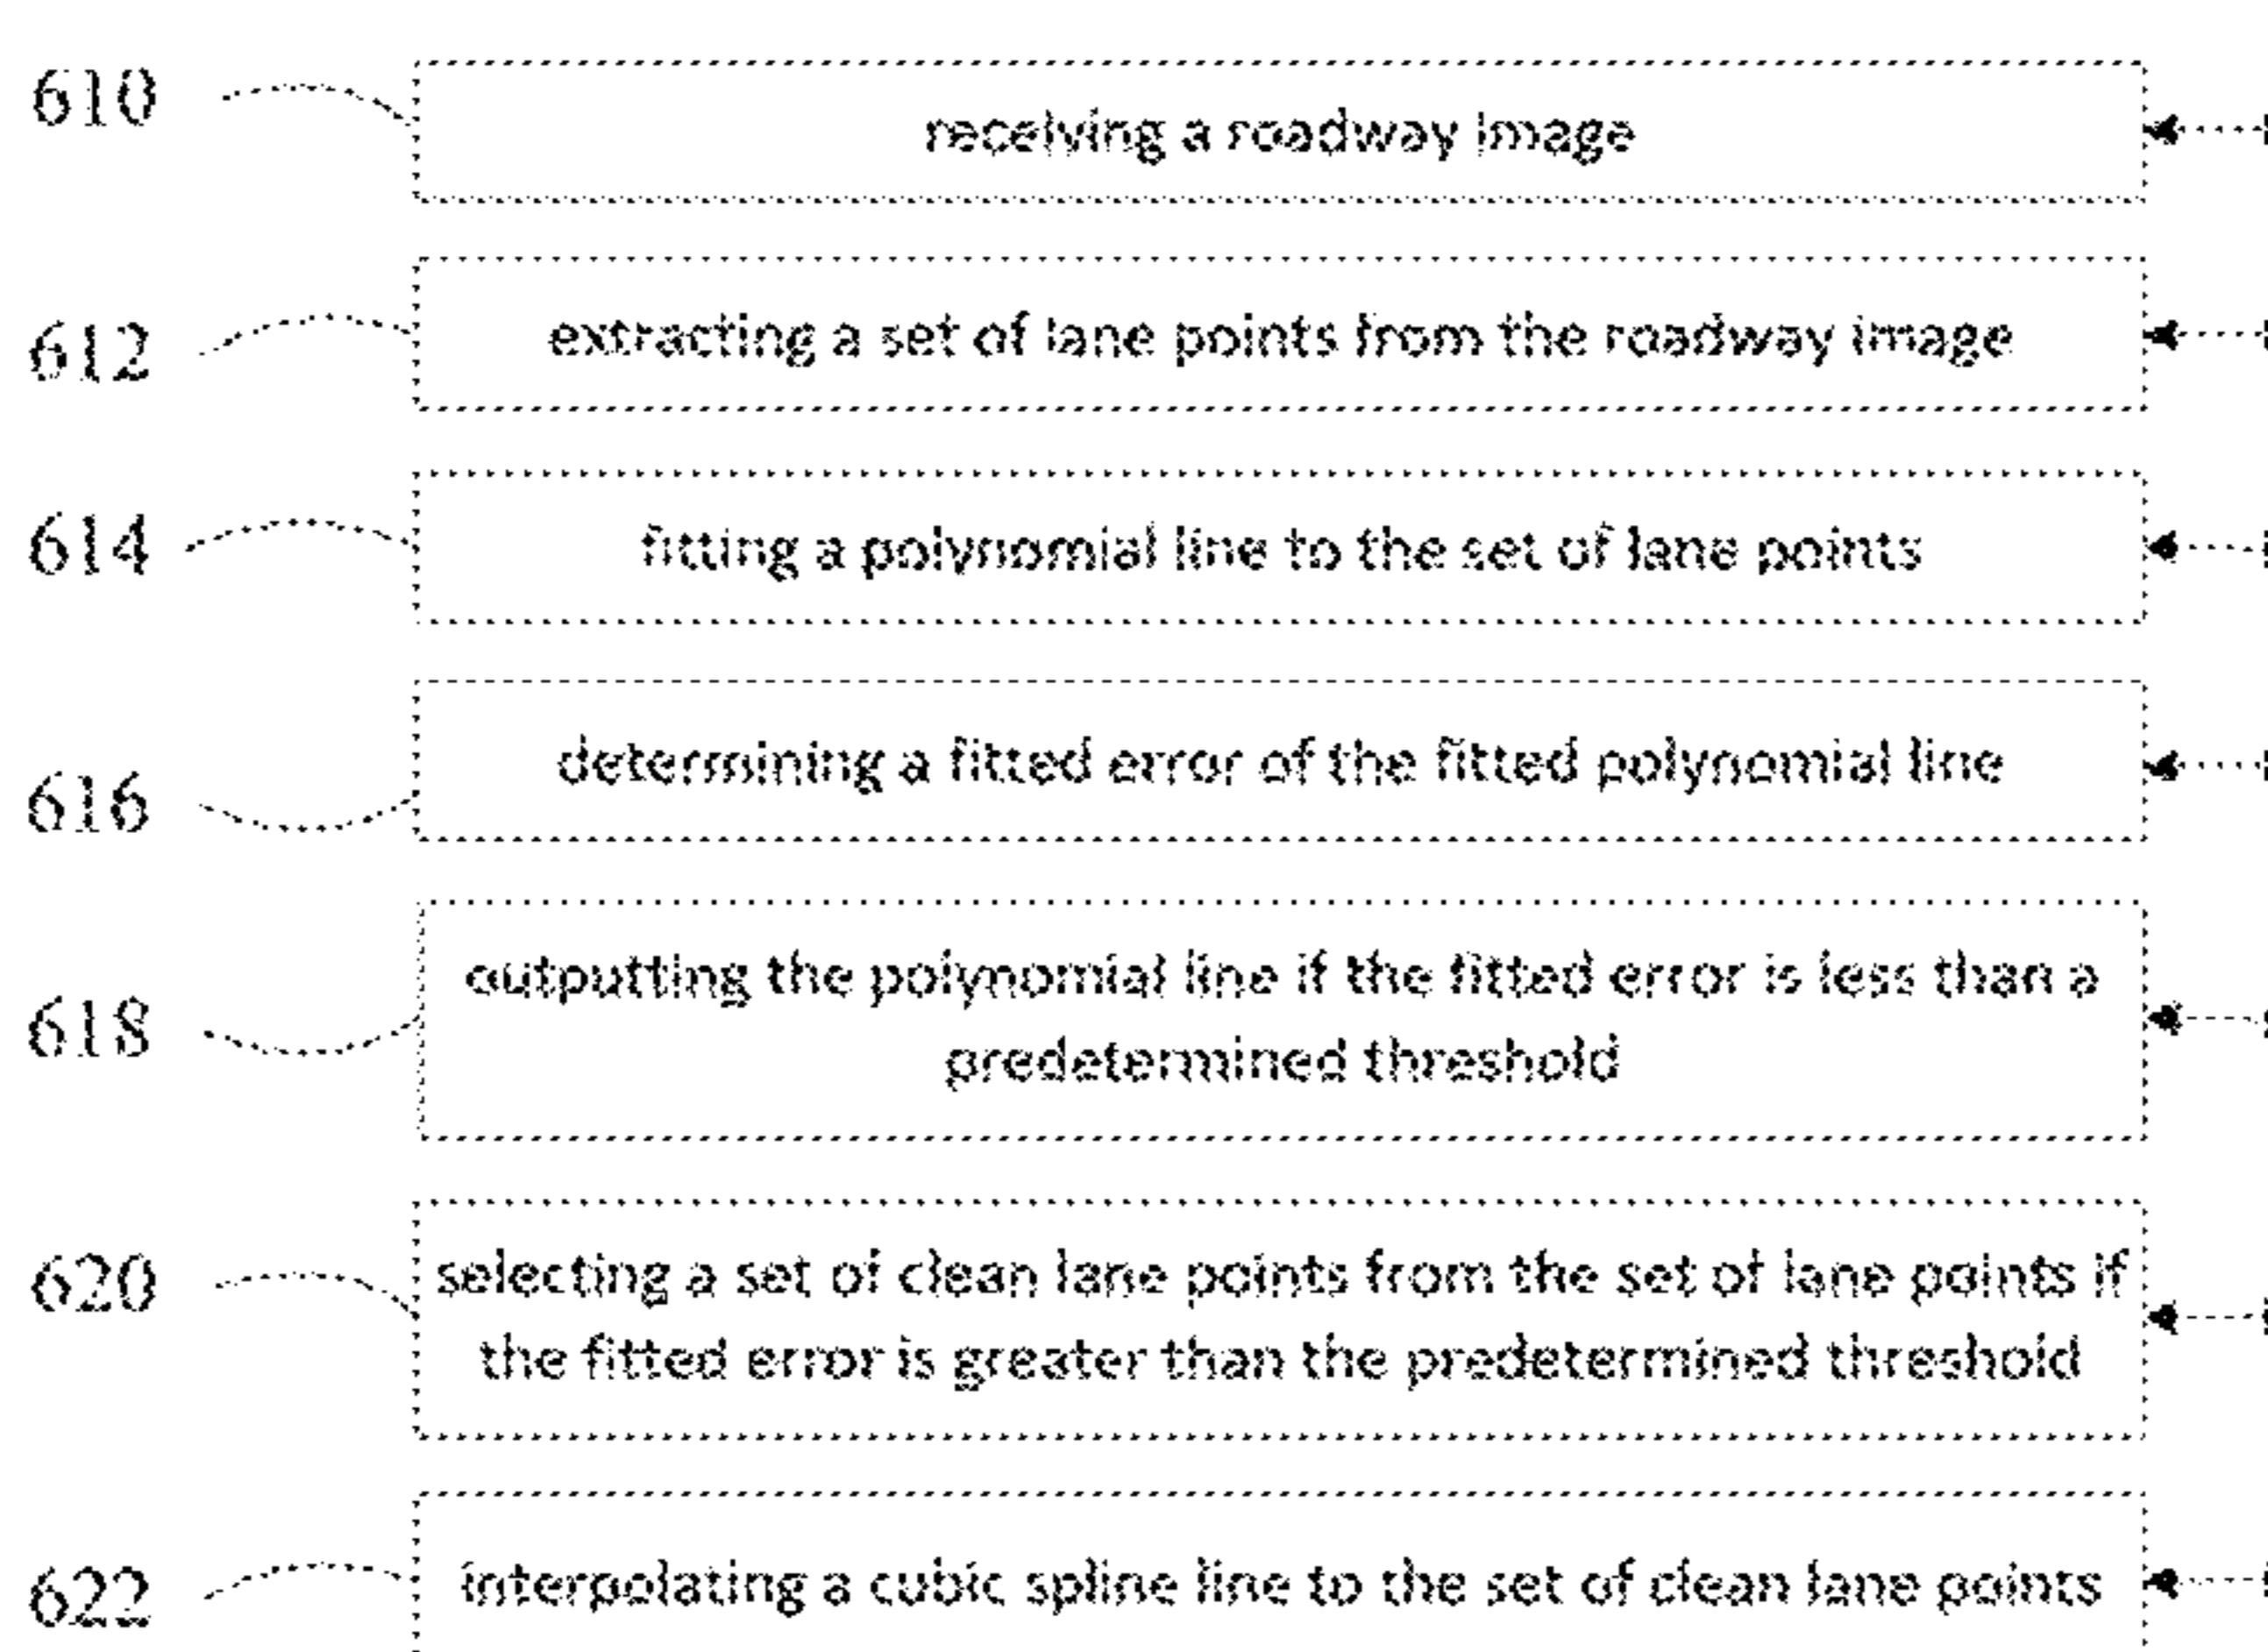 610
receiving a roadway image
612
extracting a set of lane points from the roadway image
614
fitting a polynomial line to the set of lane points
616
determining a fitted error of the fitted polynomial line
618
outputting the polynomial line if the fitted error is less than a
predetermined threshold
620
selecting a set of clean lane points from the set of lane points if
the fitted error is greater than the predetermined threshold
622
interpolating a cubic spline line to the set of clean lane points